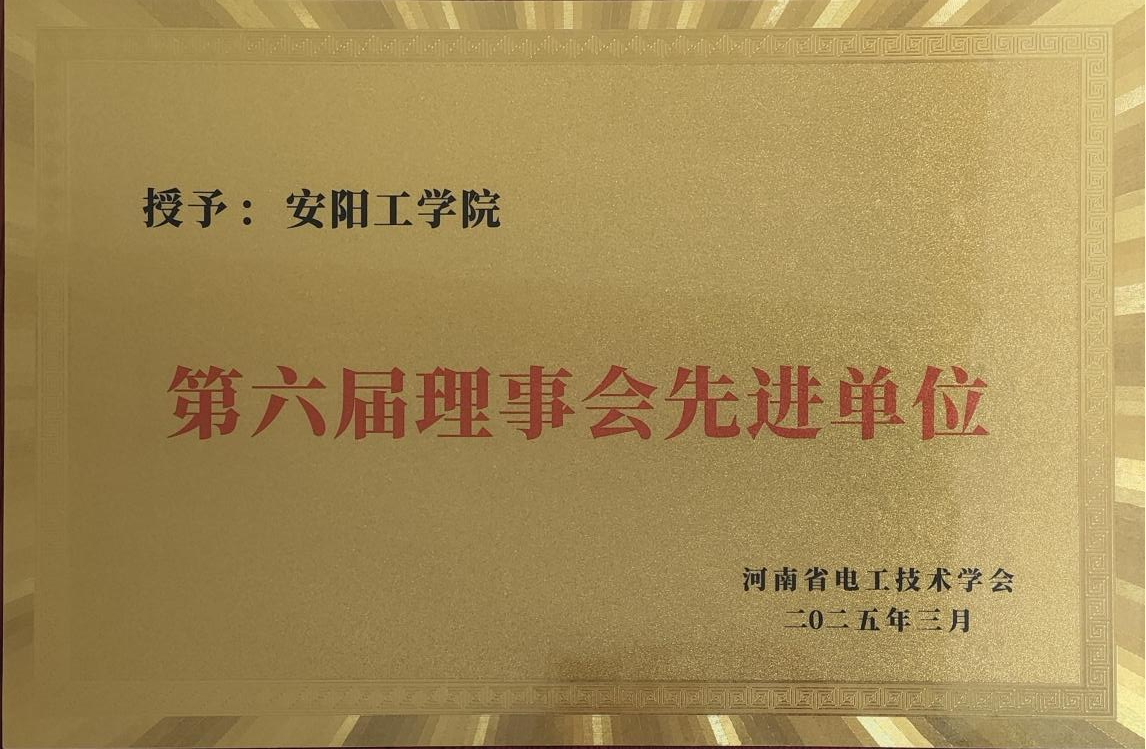 授予：安阳工学院
第六届理事会先进单位
河南省电工技术学会
二〇二五年三月